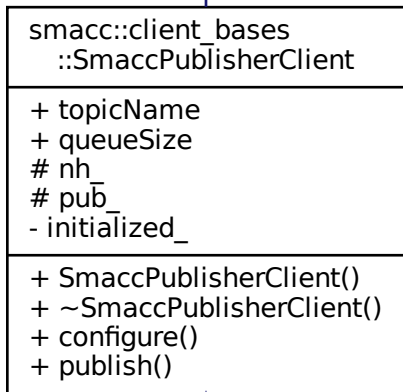 smacc::client_bases
::SmaccPublisherClient
+ topicName
+ queueSize
# nh_
# pub_
- initialized_
+ SmaccPublisherClient()
+ ~SmaccPublisherClient()
+ configure()
+ publish()